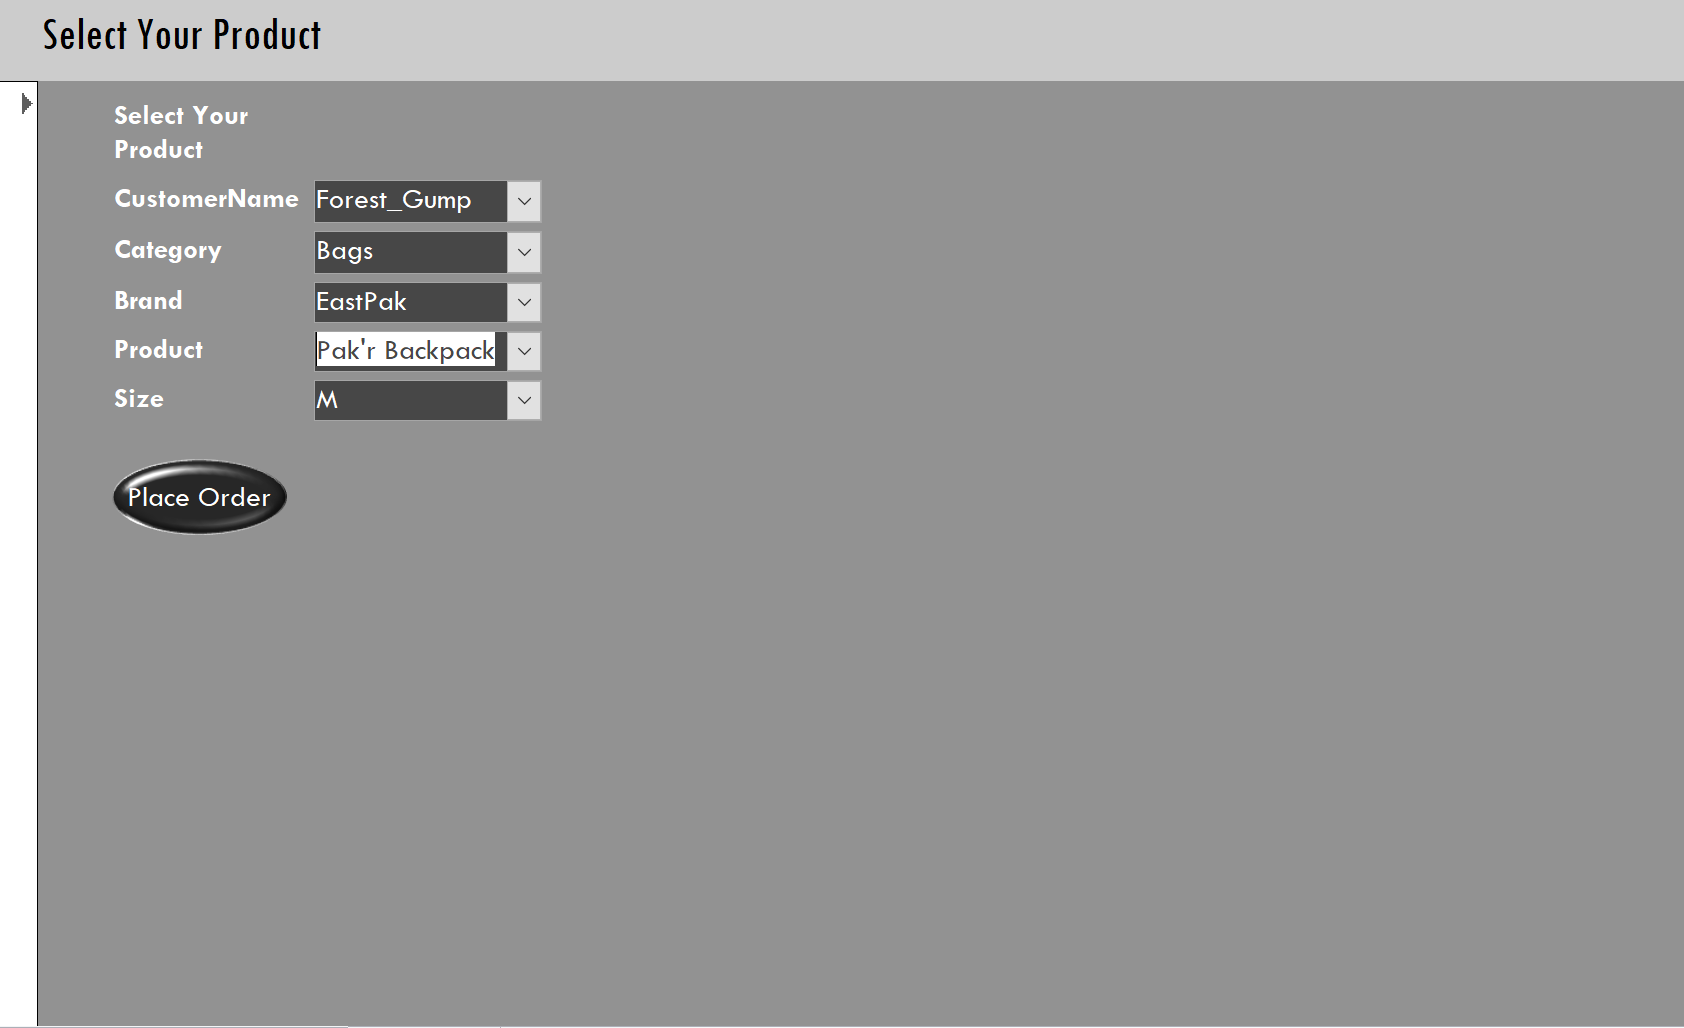 Select Your Product
Select Your
Product
CustomerName Forest_Gump
Category Bags
Brand EastPak
Product Pak'r Backpack
Size M
Place Order